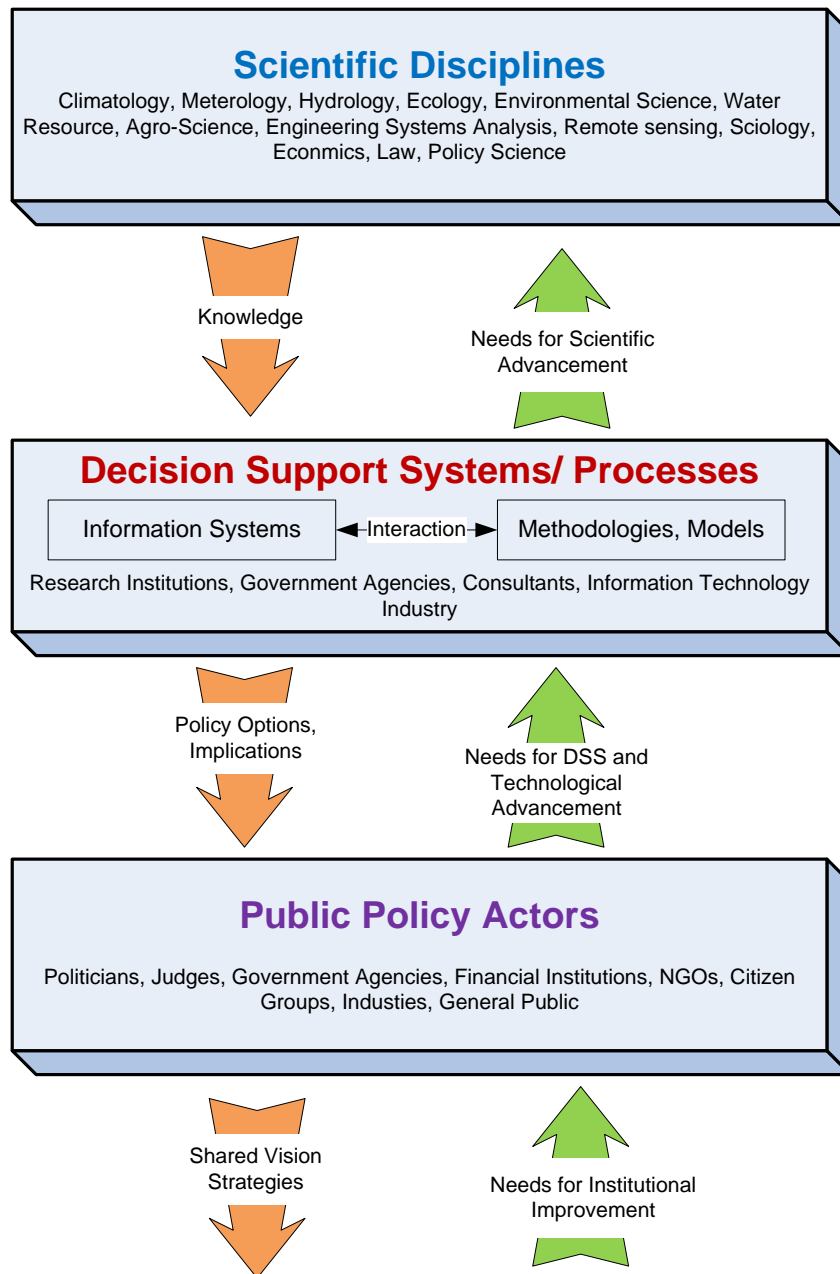 Scientific Disciplines
Climatology, Meterology, Hydrology, Ecology, Environmental Science, Water
Resource, Agro-Science, Engineering Systems Analysis, Remote sensing, Sciology,
Econmics, Law, Policy Science
Knowledge
Needs for Scientific
Advancement
Decision Support Systems/ Processes
Information Systems
Interaction
Methodologies, Models
Research Institutions, Government Agencies, Consultants, Information Technology
Industry
Policy Options,
Implications
Needs for DSS and
Technological
Advancement
Public Policy Actors
Politicians, Judges, Government Agencies, Financial Institutions, NGOs, Citizen
Groups, Industies, General Public
Shared Vision
Strategies
Needs for Institutional
Improvement